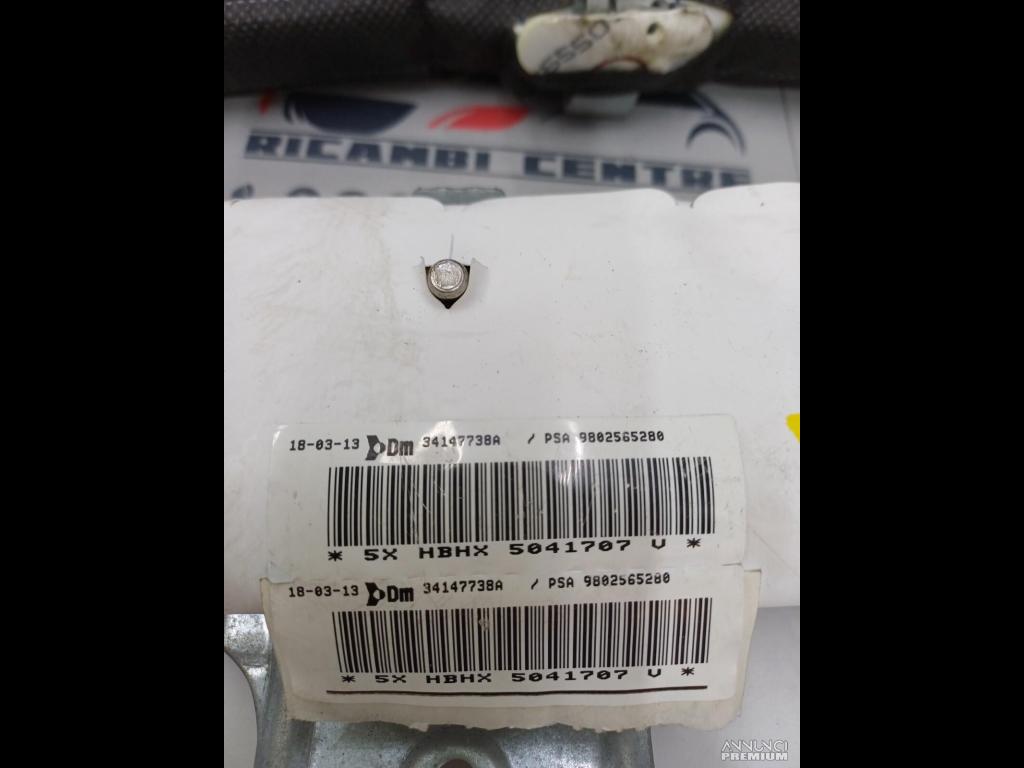 RICAMBI CENTRE
18-03-13 Dm 34147738A / PSA 9802565280
* 5X HBHX 5041707 V *
18-03-13 Dm 34147738A / PSA 9802565280
* 5X HBHX 5041707 V *
ANNUNCI
PREMIUM